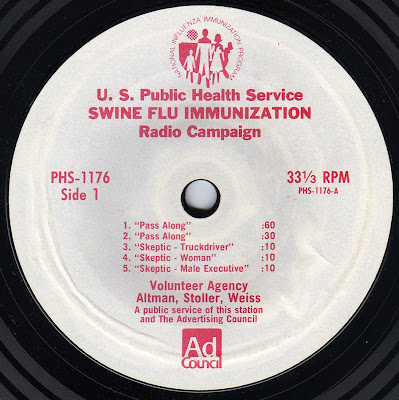 NATIONAL INFLUENZA IMMUNIZATION PROGRAM
U. S. Public Health Service
SWINE FLU IMMUNIZATION
Radio Campaign
PHS-1176
Side 1
33⅓ RPM
PHS-1176-A
1. "Pass Along" :60
2. "Pass Along" :30
3. "Skeptic - Truckdriver" :10
4. "Skeptic - Woman" :10
5. "Skeptic - Male Executive" :10
Volunteer Agency
Altman, Stoller, Weiss
A public service of this station
and The Advertising Council
Ad
Council